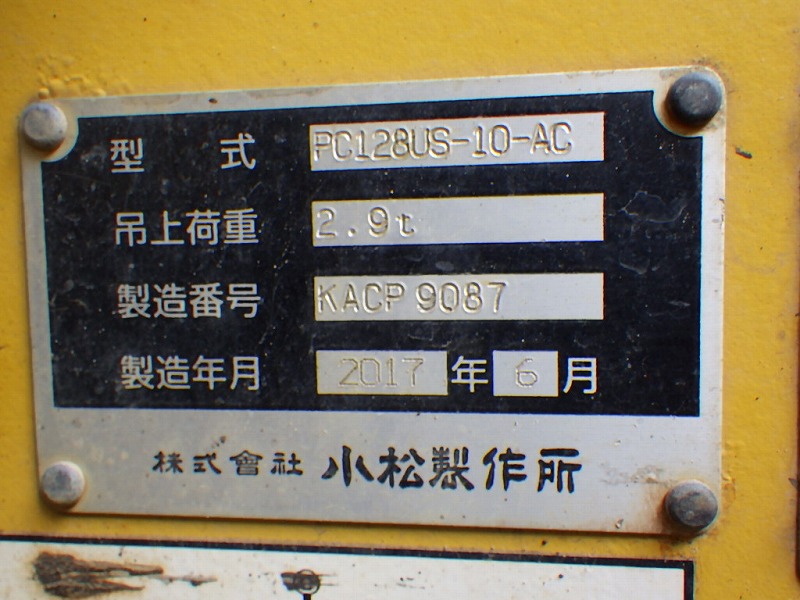 型 式 PC128US-10-AC
吊上荷重 2.9t
製造番号 KACP 9087
製造年月 2017 年 6 月
株式會社 小松製作所